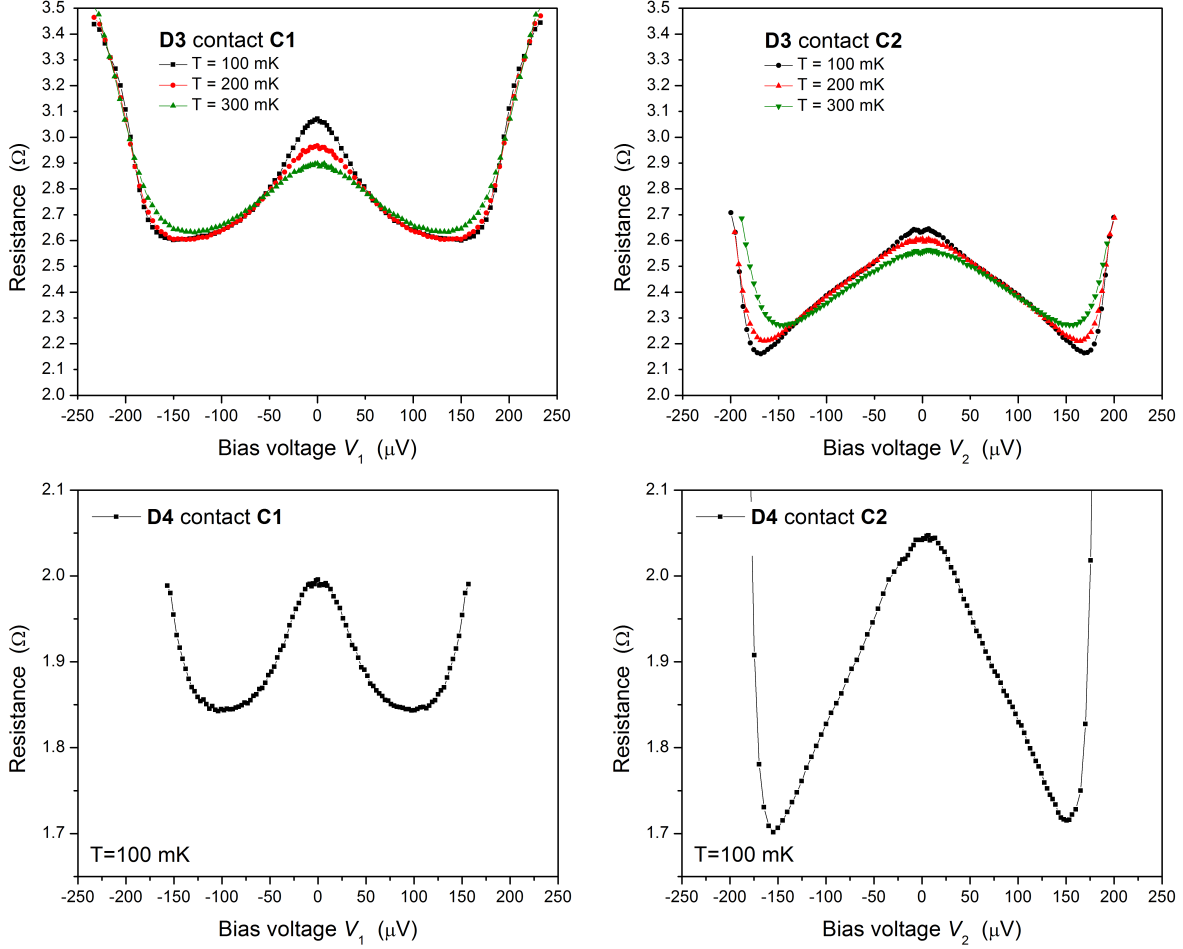 D3 contact C1
T = 100 mK
T = 200 mK
T = 300 mK
3.5
3.4
3.3
3.2
3.1
3.0
2.9
2.8
2.7
2.6
2.5
2.4
2.3
2.2
2.1
2.0
Resistance (Ω)
-250 -200 -150 -100 -50 0 50 100 150 200 250
Bias voltage V1 (μV)
D3 contact C2
T = 100 mK
T = 200 mK
T = 300 mK
3.5
3.4
3.3
3.2
3.1
3.0
2.9
2.8
2.7
2.6
2.5
2.4
2.3
2.2
2.1
2.0
Resistance (Ω)
-250 -200 -150 -100 -50 0 50 100 150 200 250
Bias voltage V2 (μV)
D4 contact C1
2.1
2.0
1.9
1.8
1.7
Resistance (Ω)
T=100 mK
-250 -200 -150 -100 -50 0 50 100 150 200 250
Bias voltage V1 (μV)
D4 contact C2
2.1
2.0
1.9
1.8
1.7
Resistance (Ω)
T=100 mK
-250 -200 -150 -100 -50 0 50 100 150 200 250
Bias voltage V2 (μV)